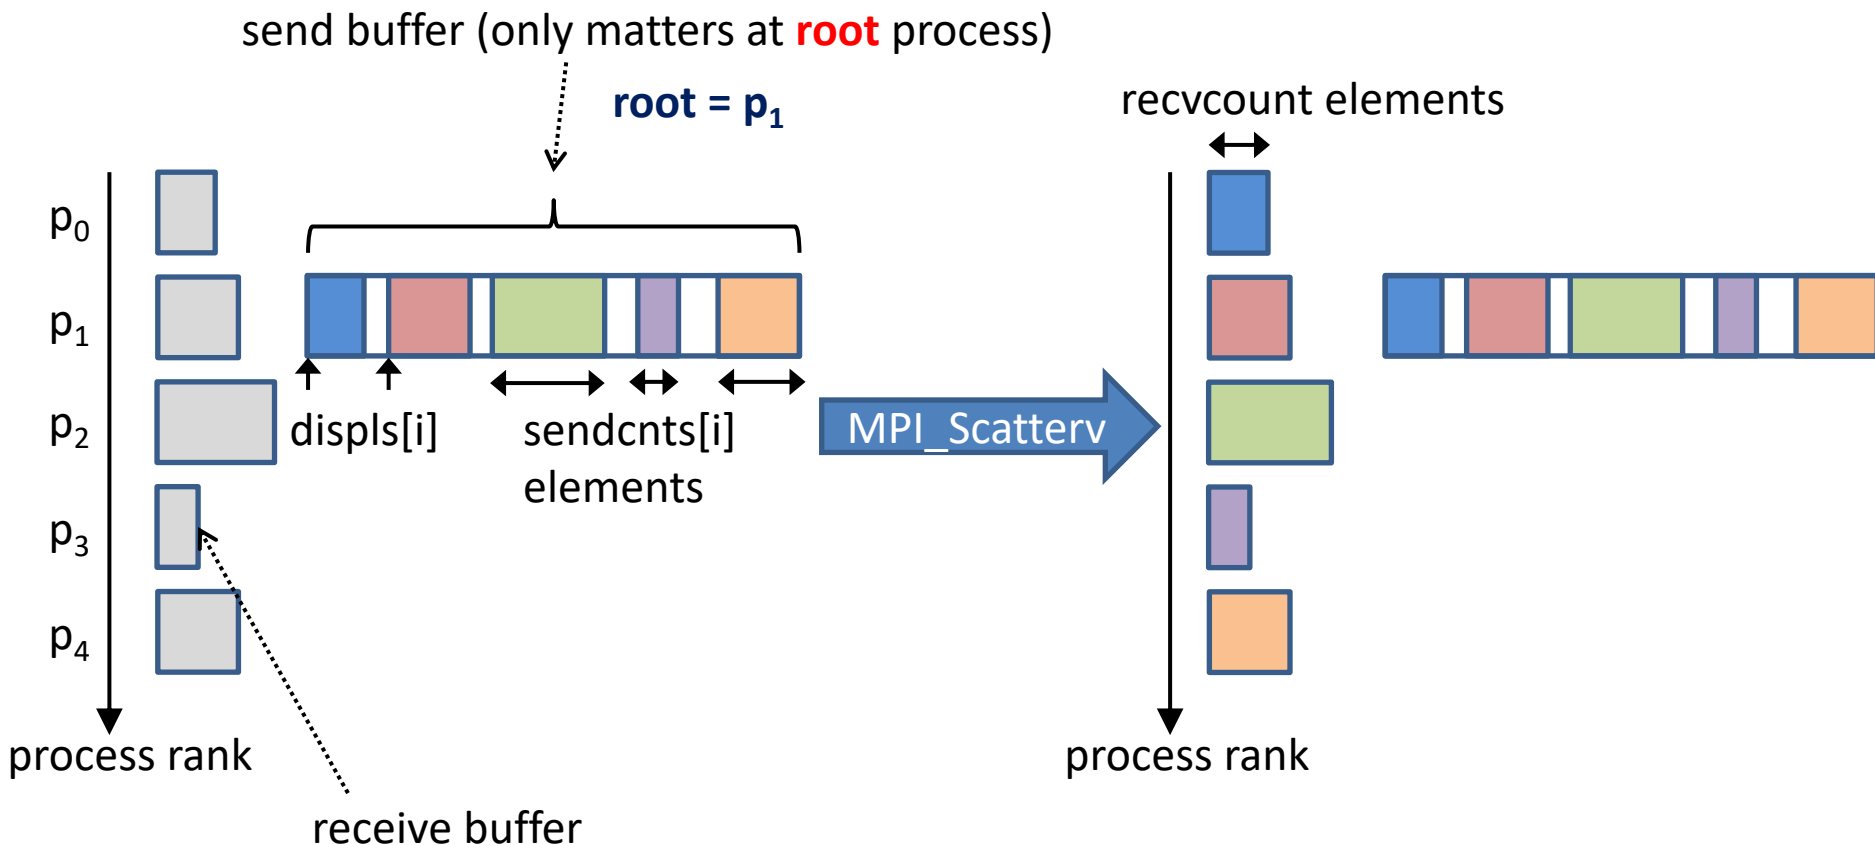 send buffer (only matters at root process)
root = p1
recvcount elements
p0
p1
p2
p3
p4
displs[i]
sendcnts[i]
elements
MPI_Scatterv
process rank
process rank
receive buffer